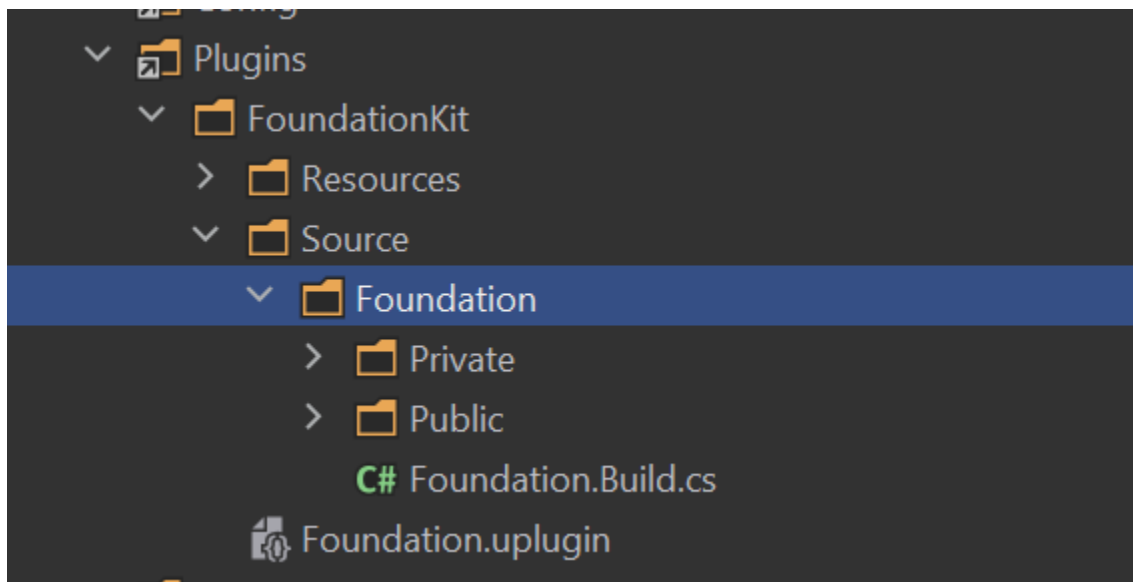 Plugins
FoundationKit
Resources
Source
Foundation
Private
Public
C# Foundation.Build.cs
Foundation.uplugin